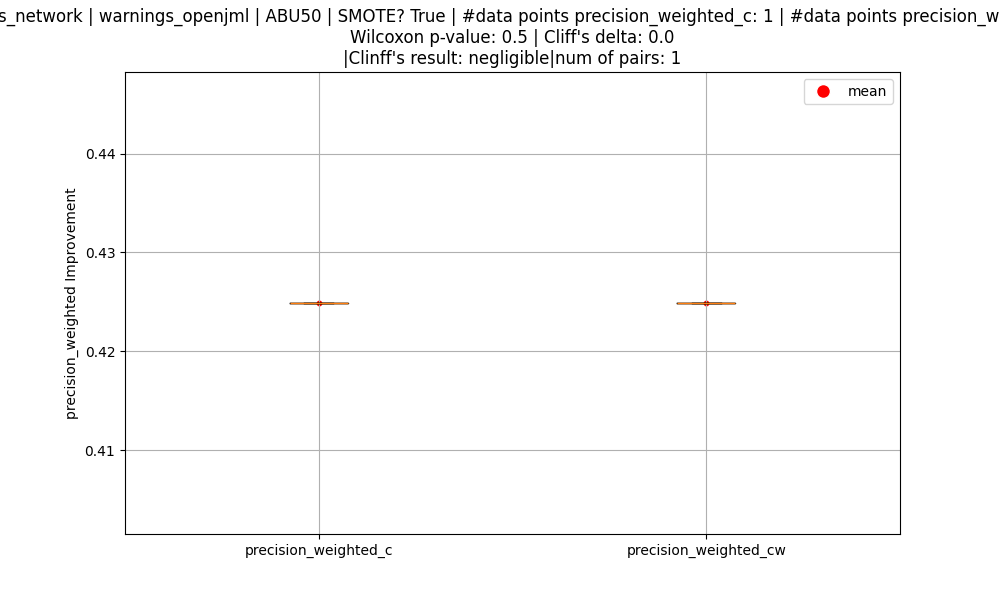 s_network | warnings_openjml | ABU50 | SMOTE? True | #data points precision_weighted_c: 1 | #data points precision_w
Wilcoxon p-value: 0.5 | Cliff's delta: 0.0
|Clinff's result: negligible|num of pairs: 1
mean
0.44
0.43
0.42
0.41
precision_weighted Improvement
precision_weighted_c
precision_weighted_cw